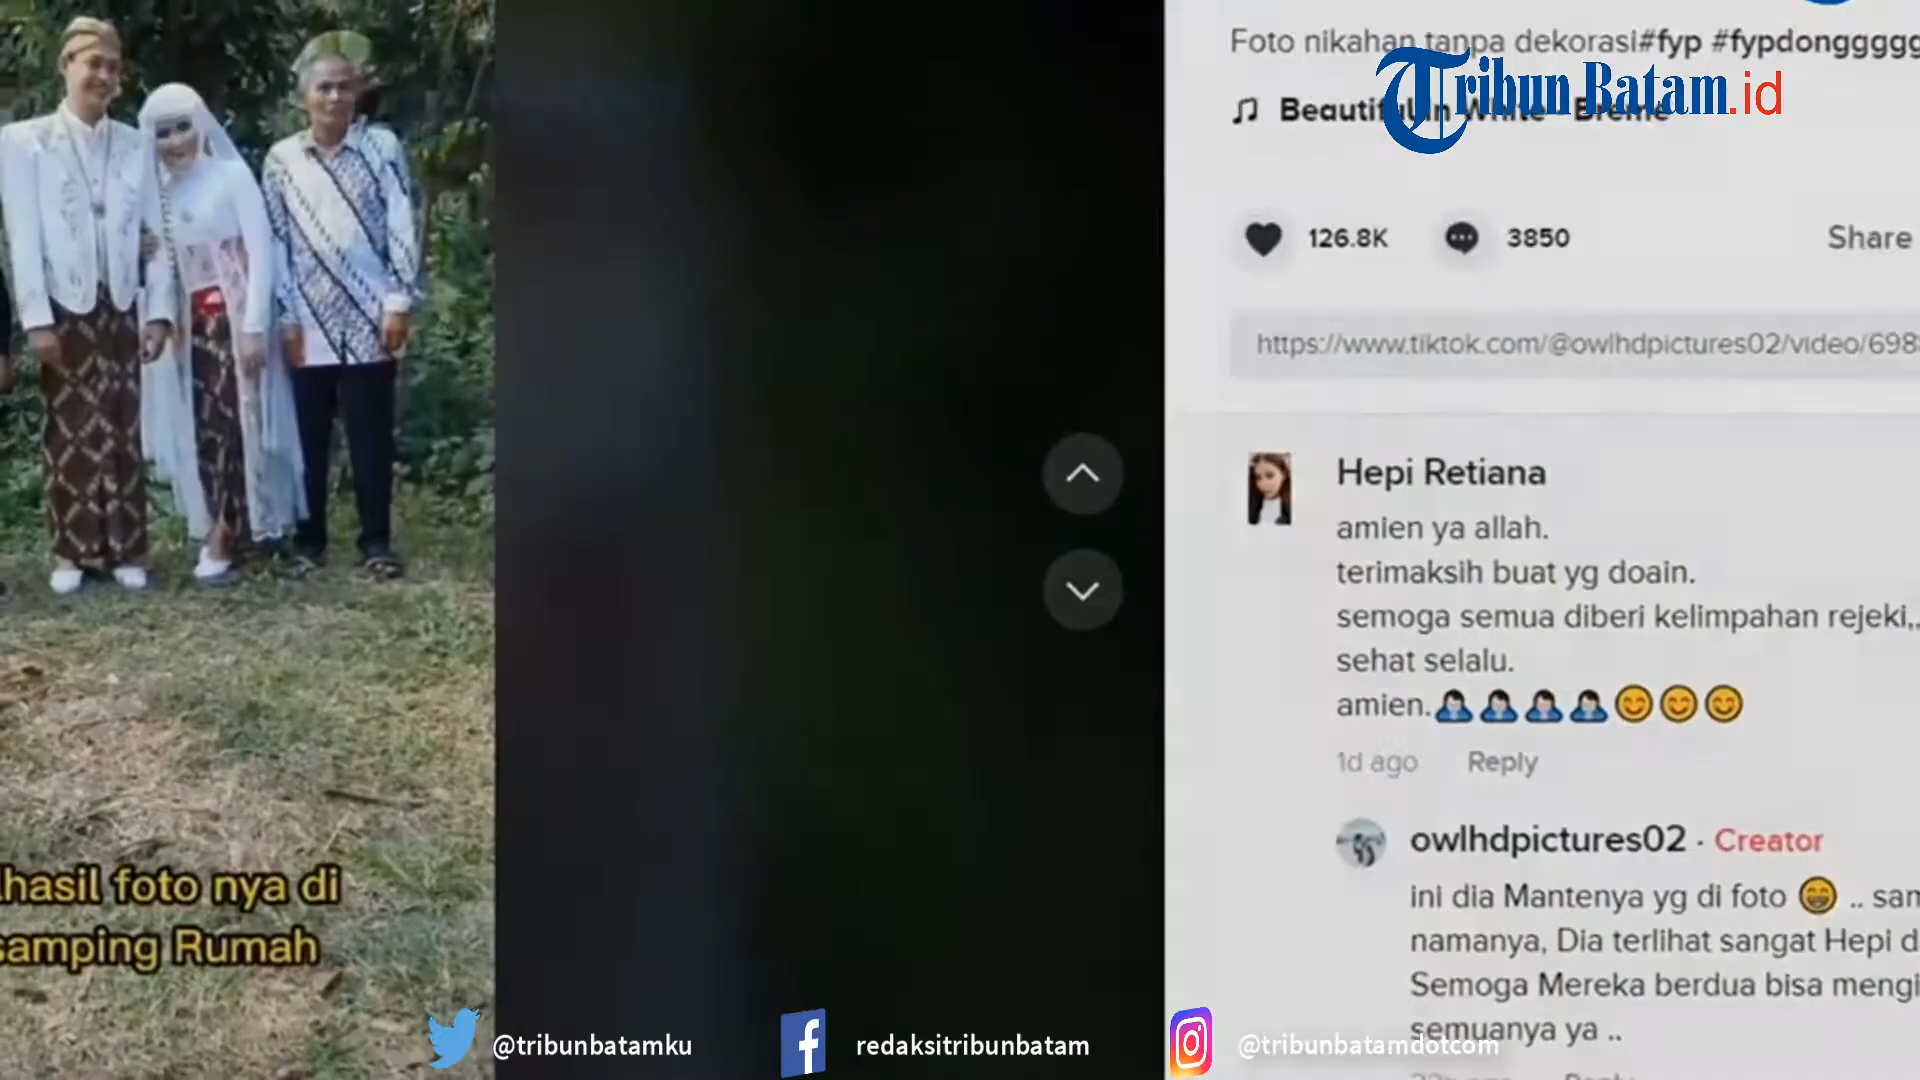 Foto nikahan tanpa dekorasi#fyp #fypdonggggg
Tribun Batam.id
126.8K
3850
Share
https://www.tiktok.com/@owlhdpictures02/video/698
Hepi Retiana
amien ya allah.
terimaksih buat yg doain.
semoga semua diberi kelimpahan rejeki,,
sehat selalu.
amien.🙇🏻‍♂️🙇🏻‍♂️🙇🏻‍♂️🙇🏻‍♂️😊😊😊
1d ago Reply
owlhdpictures02 · Creator
ini dia Mantenya yg di foto 😁 ..
namanya, Dia terlihat sangat Hepi
Semoga Mereka berdua bisa
semuanya ya ..
hasil foto nya di
samping Rumah
@tribunbatamku
redaksitribunbatam
@tribunbatamdotcom